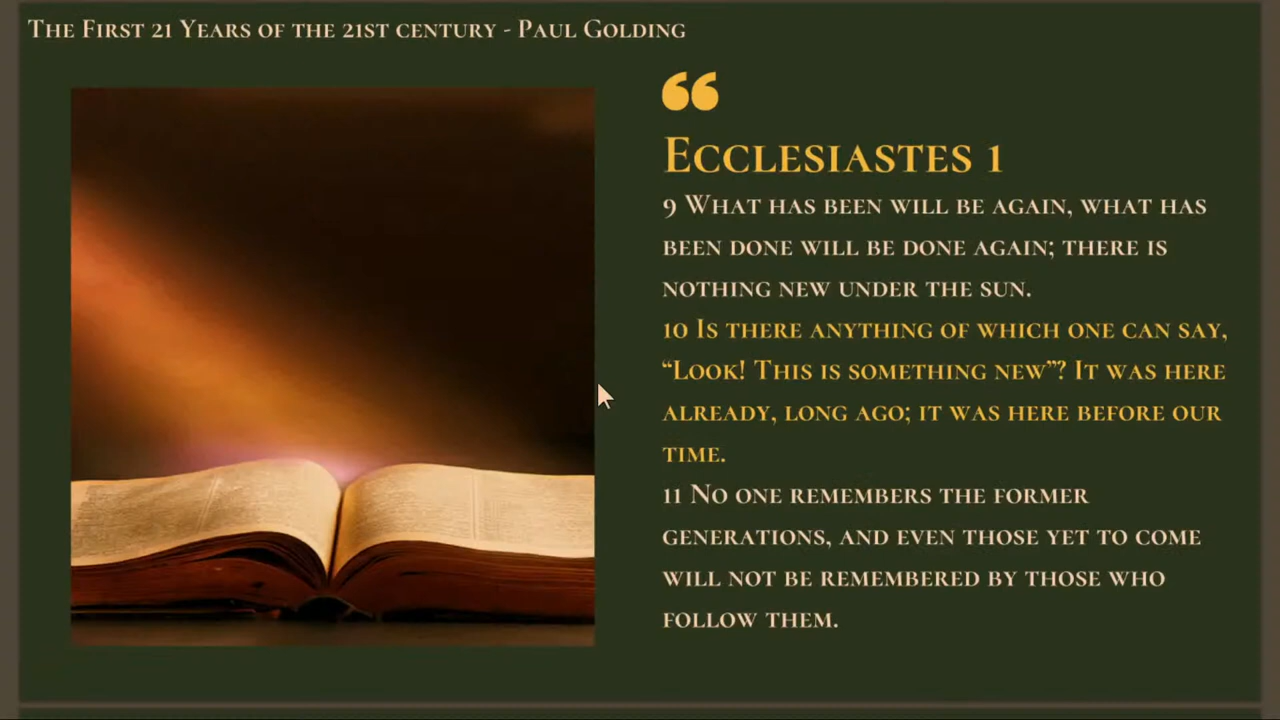 The First 21 Years of the 21st century - Paul Golding
“
Ecclesiastes 1
9 What has been will be again, what has
been done will be done again; there is
nothing new under the sun.
10 Is there anything of which one can say,
“Look! This is something new”? It was here
already, long ago; it was here before our
time.
11 No one remembers the former
generations, and even those yet to come
will not be remembered by those who
follow them.